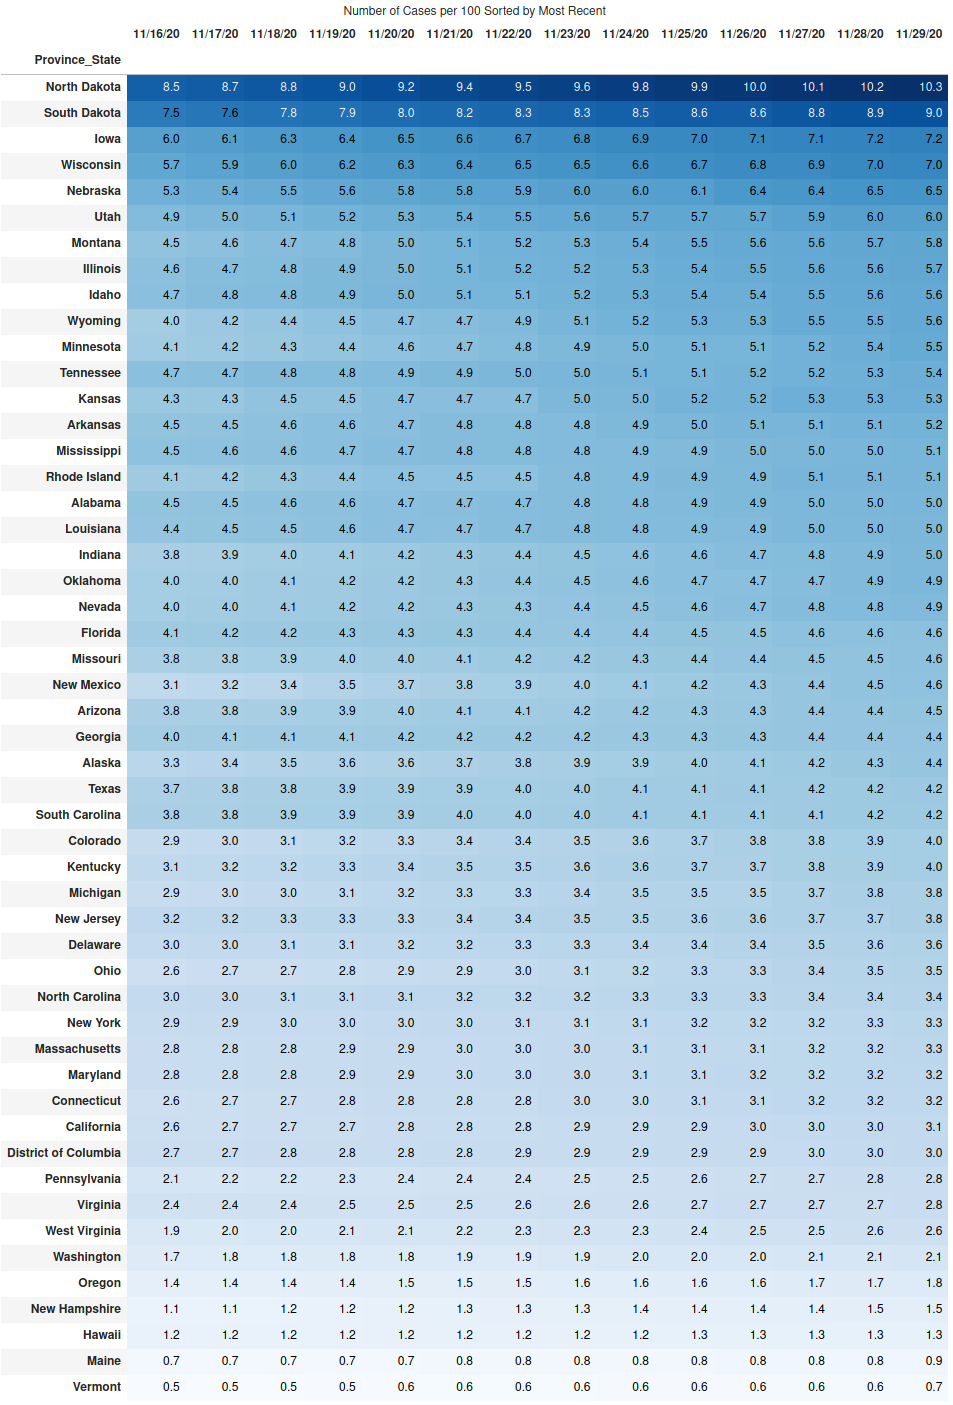 Number of Cases per 100 Sorted by Most Recent
11/16/20 11/17/20 11/18/20 11/19/20 11/20/20 11/21/20 11/22/20 11/23/20 11/24/20 11/25/20 11/26/20 11/27/20 11/28/20 11/29/20
Province_State
North Dakota 8.5 8.7 8.8 9.0 9.2 9.4 9.5 9.6 9.8 9.9 10.0 10.1 10.2 10.3
South Dakota 7.5 7.6 7.8 7.9 8.0 8.2 8.3 8.3 8.5 8.6 8.6 8.8 8.9 9.0
Iowa 6.0 6.1 6.3 6.4 6.5 6.6 6.7 6.8 6.9 7.0 7.1 7.1 7.2 7.2
Wisconsin 5.7 5.9 6.0 6.2 6.3 6.4 6.5 6.5 6.6 6.7 6.8 6.9 7.0 7.0
Nebraska 5.3 5.4 5.5 5.6 5.8 5.8 5.9 6.0 6.0 6.1 6.4 6.4 6.5 6.5
Utah 4.9 5.0 5.1 5.2 5.3 5.4 5.5 5.6 5.7 5.7 5.7 5.9 6.0 6.0
Montana 4.5 4.6 4.7 4.8 5.0 5.1 5.2 5.3 5.4 5.5 5.6 5.6 5.7 5.8
Illinois 4.6 4.7 4.8 4.9 5.0 5.1 5.2 5.2 5.3 5.4 5.5 5.6 5.6 5.7
Idaho 4.7 4.8 4.8 4.9 5.0 5.1 5.1 5.2 5.3 5.4 5.4 5.5 5.6 5.6
Wyoming 4.0 4.2 4.4 4.5 4.7 4.7 4.9 5.1 5.2 5.3 5.3 5.5 5.5 5.6
Minnesota 4.1 4.2 4.3 4.4 4.6 4.7 4.8 4.9 5.0 5.1 5.1 5.2 5.4 5.5
Tennessee 4.7 4.7 4.8 4.8 4.9 4.9 5.0 5.0 5.1 5.1 5.2 5.2 5.3 5.4
Kansas 4.3 4.3 4.5 4.5 4.7 4.7 4.7 5.0 5.0 5.2 5.2 5.3 5.3 5.3
Arkansas 4.5 4.5 4.6 4.6 4.7 4.8 4.8 4.8 4.9 5.0 5.1 5.1 5.1 5.2
Mississippi 4.5 4.6 4.6 4.7 4.7 4.8 4.8 4.8 4.9 4.9 5.0 5.0 5.0 5.1
Rhode Island 4.1 4.2 4.3 4.4 4.5 4.5 4.5 4.8 4.9 4.9 4.9 5.1 5.1 5.1
Alabama 4.5 4.5 4.6 4.6 4.7 4.7 4.7 4.8 4.8 4.9 4.9 5.0 5.0 5.0
Louisiana 4.4 4.5 4.5 4.6 4.7 4.7 4.7 4.8 4.8 4.9 4.9 5.0 5.0 5.0
Indiana 3.8 3.9 4.0 4.1 4.2 4.3 4.4 4.5 4.6 4.6 4.7 4.8 4.9 5.0
Oklahoma 4.0 4.0 4.1 4.2 4.2 4.3 4.4 4.5 4.6 4.7 4.7 4.7 4.9 4.9
Nevada 4.0 4.0 4.1 4.2 4.2 4.3 4.3 4.4 4.5 4.6 4.7 4.8 4.8 4.9
Florida 4.1 4.2 4.2 4.3 4.3 4.3 4.4 4.4 4.4 4.5 4.5 4.6 4.6 4.6
Missouri 3.8 3.8 3.9 4.0 4.0 4.1 4.2 4.2 4.3 4.4 4.4 4.5 4.5 4.6
New Mexico 3.1 3.2 3.4 3.5 3.7 3.8 3.9 4.0 4.1 4.2 4.3 4.4 4.5 4.6
Arizona 3.8 3.8 3.9 3.9 4.0 4.1 4.1 4.2 4.2 4.3 4.3 4.4 4.4 4.5
Georgia 4.0 4.1 4.1 4.1 4.2 4.2 4.2 4.2 4.3 4.3 4.3 4.4 4.4 4.4
Alaska 3.3 3.4 3.5 3.6 3.6 3.7 3.8 3.9 3.9 4.0 4.1 4.2 4.3 4.4
Texas 3.7 3.8 3.8 3.9 3.9 3.9 4.0 4.0 4.1 4.1 4.1 4.2 4.2 4.2
South Carolina 3.8 3.8 3.9 3.9 3.9 4.0 4.0 4.0 4.1 4.1 4.1 4.1 4.2 4.2
Colorado 2.9 3.0 3.1 3.2 3.3 3.4 3.4 3.5 3.6 3.7 3.8 3.8 3.9 4.0
Kentucky 3.1 3.2 3.2 3.3 3.4 3.5 3.5 3.6 3.6 3.7 3.7 3.8 3.9 4.0
Michigan 2.9 3.0 3.0 3.1 3.2 3.3 3.3 3.4 3.5 3.5 3.5 3.7 3.8 3.8
New Jersey 3.2 3.2 3.3 3.3 3.3 3.4 3.4 3.5 3.5 3.6 3.6 3.7 3.7 3.8
Delaware 3.0 3.0 3.1 3.1 3.2 3.2 3.3 3.3 3.4 3.4 3.4 3.5 3.6 3.6
Ohio 2.6 2.7 2.7 2.8 2.9 2.9 3.0 3.1 3.2 3.3 3.3 3.4 3.5 3.5
North Carolina 3.0 3.0 3.1 3.1 3.1 3.2 3.2 3.2 3.3 3.3 3.3 3.4 3.4 3.4
New York 2.9 2.9 3.0 3.0 3.0 3.0 3.1 3.1 3.1 3.2 3.2 3.2 3.3 3.3
Massachusetts 2.8 2.8 2.8 2.9 2.9 3.0 3.0 3.0 3.1 3.1 3.1 3.2 3.2 3.3
Maryland 2.8 2.8 2.8 2.9 2.9 3.0 3.0 3.0 3.1 3.1 3.2 3.2 3.2 3.2
Connecticut 2.6 2.7 2.7 2.8 2.8 2.8 2.8 3.0 3.0 3.1 3.1 3.2 3.2 3.2
California 2.6 2.7 2.7 2.7 2.8 2.8 2.8 2.9 2.9 2.9 3.0 3.0 3.0 3.1
District of Columbia 2.7 2.7 2.8 2.8 2.8 2.8 2.9 2.9 2.9 2.9 2.9 3.0 3.0 3.0
Pennsylvania 2.1 2.2 2.2 2.3 2.4 2.4 2.4 2.5 2.5 2.6 2.7 2.7 2.8 2.8
Virginia 2.4 2.4 2.4 2.5 2.5 2.5 2.6 2.6 2.6 2.7 2.7 2.7 2.7 2.8
West Virginia 1.9 2.0 2.0 2.1 2.1 2.2 2.3 2.3 2.3 2.4 2.5 2.5 2.6 2.6
Washington 1.7 1.8 1.8 1.8 1.8 1.9 1.9 1.9 2.0 2.0 2.0 2.1 2.1 2.1
Oregon 1.4 1.4 1.4 1.4 1.5 1.5 1.5 1.6 1.6 1.6 1.6 1.7 1.7 1.8
New Hampshire 1.1 1.1 1.2 1.2 1.2 1.3 1.3 1.3 1.4 1.4 1.4 1.4 1.5 1.5
Hawaii 1.2 1.2 1.2 1.2 1.2 1.2 1.2 1.2 1.2 1.3 1.3 1.3 1.3 1.3
Maine 0.7 0.7 0.7 0.7 0.7 0.8 0.8 0.8 0.8 0.8 0.8 0.8 0.8 0.9
Vermont 0.5 0.5 0.5 0.5 0.6 0.6 0.6 0.6 0.6 0.6 0.6 0.6 0.6 0.7